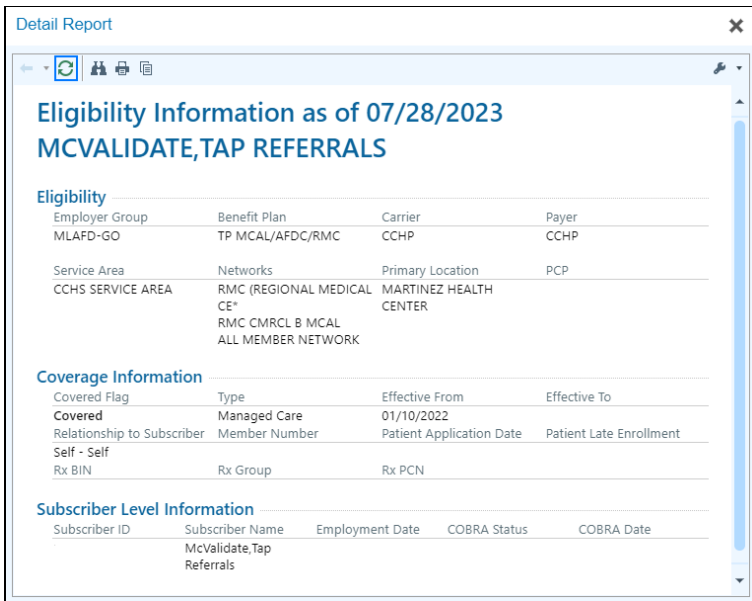 Detail Report
Eligibility Information as of 07/28/2023
MCVALIDATE,TAP REFERRALS
Eligibility
Employer Group Benefit Plan Carrier Payer
MLAFD-GO TP MCAL/AFDC/RMC CCHP CCHP
Service Area Networks Primary Location PCP
CCHS SERVICE AREA RMC (REGIONAL MEDICAL MARTINEZ HEALTH
CE* CENTER
RMC CMRCL B MCAL
ALL MEMBER NETWORK
Coverage Information
Covered Flag Type Effective From Effective To
Covered Managed Care 01/10/2022
Relationship to Subscriber Member Number Patient Application Date Patient Late Enrollment
Self - Self
Rx BIN Rx Group Rx PCN
Subscriber Level Information
Subscriber ID Subscriber Name Employment Date COBRA Status COBRA Date
McValidate,Tap
Referrals